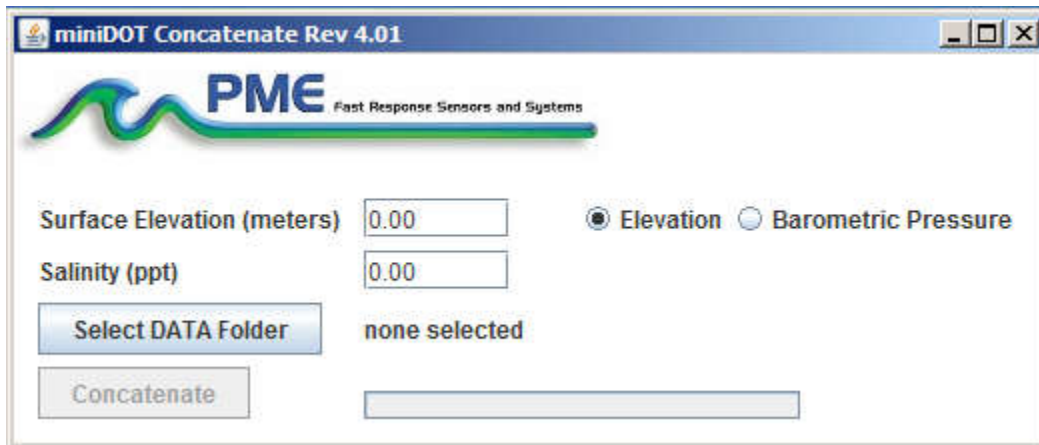 miniDOT Concatenate Rev 4.01
PME Fast Response Sensors and Systems
Surface Elevation (meters) 0.00 Elevation Barometric Pressure
Salinity (ppt) 0.00
Select DATA Folder none selected
Concatenate